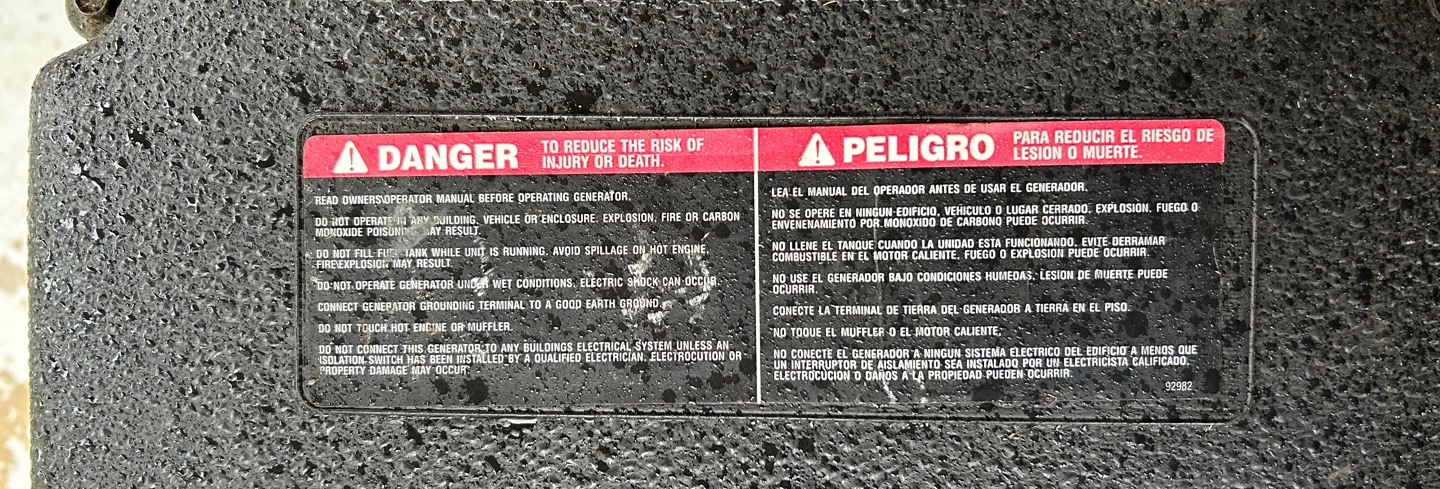 DANGER
TO REDUCE THE RISK OF
INJURY OR DEATH.
READ OWNERS\OPERATOR MANUAL BEFORE OPERATING GENERATOR.
DO NOT OPERATE IN ANY BUILDING, VEHICLE OR ENCLOSURE. EXPLOSION, FIRE OR CARBON
MONOXIDE POISONING MAY RESULT.
DO NOT FILL FUEL TANK WHILE UNIT IS RUNNING. AVOID SPILLAGE ON HOT ENGINE,
FIRE\EXPLOSION MAY RESULT.
DO NOT OPERATE GENERATOR UNDER WET CONDITIONS. ELECTRIC SHOCK CAN OCCUR.
CONNECT GENERATOR GROUNDING TERMINAL TO A GOOD EARTH GROUND.
DO NOT TOUCH HOT ENGINE OR MUFFLER.
DO NOT CONNECT THIS GENERATOR TO ANY BUILDINGS ELECTRICAL SYSTEM UNLESS AN
ISOLATION SWITCH HAS BEEN INSTALLED BY A QUALIFIED ELECTRICIAN. ELECTROCUTION OR
PROPERTY DAMAGE MAY OCCUR.
PELIGRO
PARA REDUCIR EL RIESGO DE
LESION O MUERTE.
LEA EL MANUAL DEL OPERADOR ANTES DE USAR EL GENERADOR.
NO SE OPERE EN NINGUN EDIFICIO, VEHICULO O LUGAR CERRADO. EXPLOSION, FUEGO O
ENVENENAMIENTO POR MONOXIDO DE CARBONO PUEDE OCURRIR.
NO LLENE EL TANQUE CUANDO LA UNIDAD ESTA FUNCIONANDO. EVITE DERRAMAR
COMBUSTIBLE EN EL MOTOR CALIENTE. FUEGO O EXPLOSION PUEDE OCURRIR.
NO USE EL GENERADOR BAJO CONDICIONES HUMEDAS. LESION DE MUERTE PUEDE
OCURRIR.
CONECTE LA TERMINAL DE TIERRA DEL GENERADOR A TIERRA EN EL PISO.
NO TOQUE EL MUFFLER O EL MOTOR CALIENTE.
NO CONECTE EL GENERADOR A NINGUN SISTEMA ELECTRICO DEL EDIFICIO A MENOS QUE
UN INTERRUPTOR DE AISLAMIENTO SEA INSTALADO POR UN ELECTRICISTA CALIFICADO.
ELECTROCUCION O DAÑOS A LA PROPIEDAD PUEDEN OCURRIR.
92982